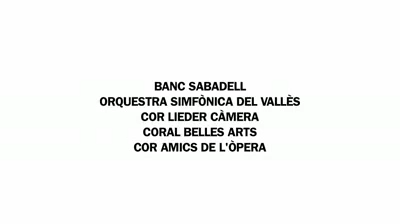 BANC SABADELL
ORQUESTRA SIMFÒNICA DEL VALLÈS
COR LIEDER CÀMERA
CORAL BELLES ARTS
COR AMICS DE L'ÒPERA